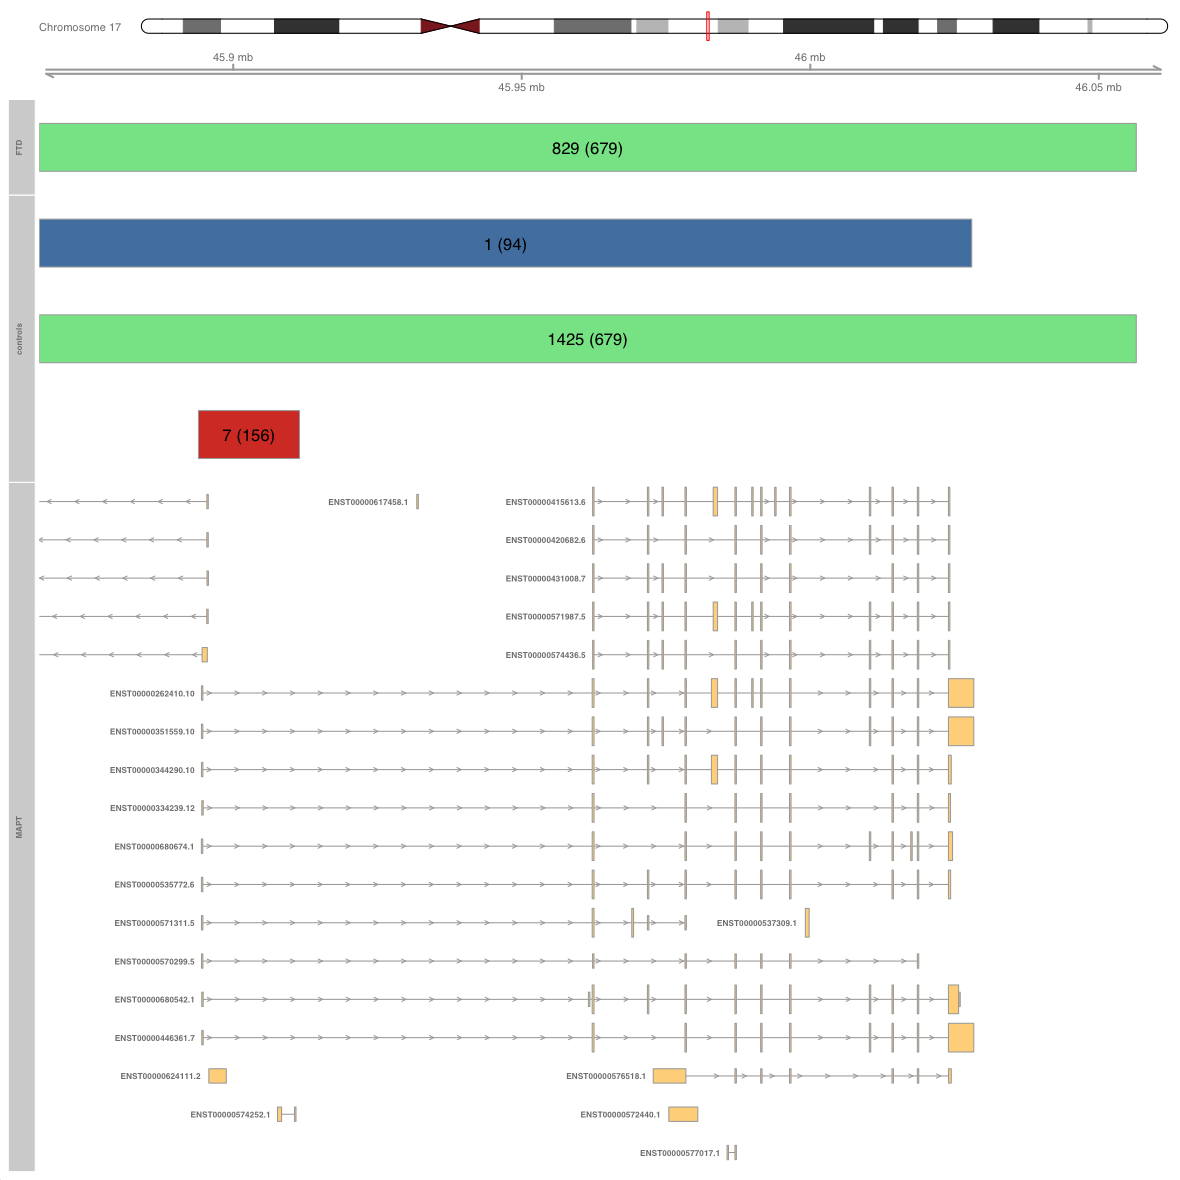 Chromosome 17
45.9 mb
46 mb
45.95 mb
46.05 mb
FTD
829 (679)
controls
1 (94)
1425 (679)
7 (156)
MAPT
ENST00000617458.1
ENST00000415613.6
ENST00000420682.6
ENST00000431008.7
ENST00000571987.5
ENST00000574436.5
ENST00000262410.10
ENST00000351559.10
ENST00000344290.10
ENST00000334239.12
ENST00000680674.1
ENST00000535772.6
ENST00000571311.5
ENST00000537309.1
ENST00000570299.5
ENST00000680542.1
ENST00000446361.7
ENST00000624111.2
ENST00000576518.1
ENST00000574252.1
ENST00000572440.1
ENST00000577017.1